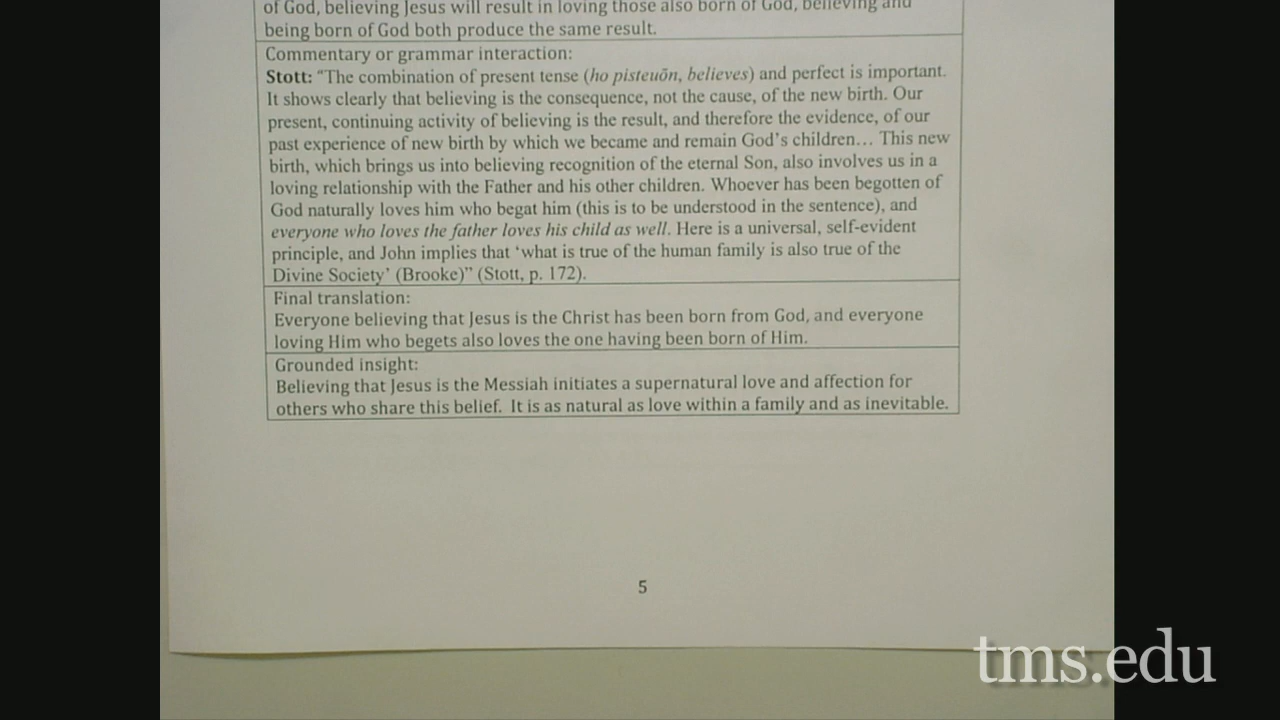 of God, believing Jesus will result in loving those also born of God, believing and
being born of God both produce the same result.
Commentary or grammar interaction:
Stott: “The combination of present tense (ho pisteuōn, believes) and perfect is important.
It shows clearly that believing is the consequence, not the cause, of the new birth. Our
present, continuing activity of believing is the result, and therefore the evidence, of our
past experience of new birth by which we became and remain God’s children… This new
birth, which brings us into believing recognition of the eternal Son, also involves us in a
loving relationship with the Father and his other children. Whoever has been begotten of
God naturally loves him who begat him (this is to be understood in the sentence), and
everyone who loves the father loves his child as well. Here is a universal, self-evident
principle, and John implies that ‘what is true of the human family is also true of the
Divine Society’ (Brooke)” (Stott, p. 172).
Final translation:
Everyone believing that Jesus is the Christ has been born from God, and everyone
loving Him who begets also loves the one having been born of Him.
Grounded insight:
Believing that Jesus is the Messiah initiates a supernatural love and affection for
others who share this belief.  It is as natural as love within a family and as inevitable.
5
tms.edu